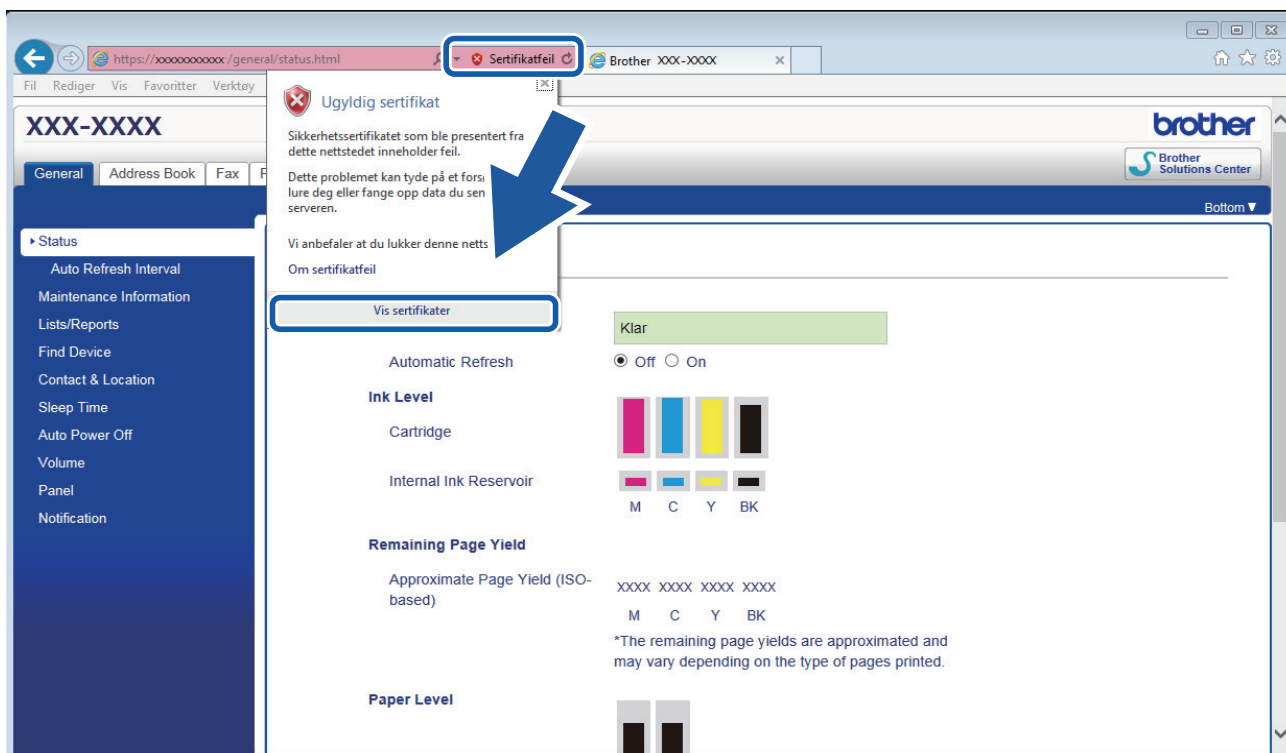 https://xxxxxxxxxxx/general/status.html Sertifikatfeil Brother XXX-XXXX
Fil Rediger Vis Favoritter Verktøy
Ugyldig sertifikat
Sikkerhetssertifikatet som ble presentert fra
dette nettstedet inneholder feil.
Dette problemet kan tyde på et
lure deg eller fange opp data du
serveren.
Vi anbefaler at du lukker denne
Om sertifikatfeil
Vis sertifikater
XXX-XXXX
brother
Brother
Solutions Center
General Address Book Fax
Bottom▼
Status
Auto Refresh Interval
Maintenance Information
Lists/Reports
Find Device
Contact & Location
Sleep Time
Auto Power Off
Volume
Panel
Notification
Klar
Automatic Refresh Off On
Ink Level
Cartridge
Internal Ink Reservoir
M C Y BK
Remaining Page Yield
Approximate Page Yield (ISO-
based)
XXXX XXXX XXXX XXXX
M C Y BK
*The remaining page yields are approximated and
may vary depending on the type of pages printed.
Paper Level